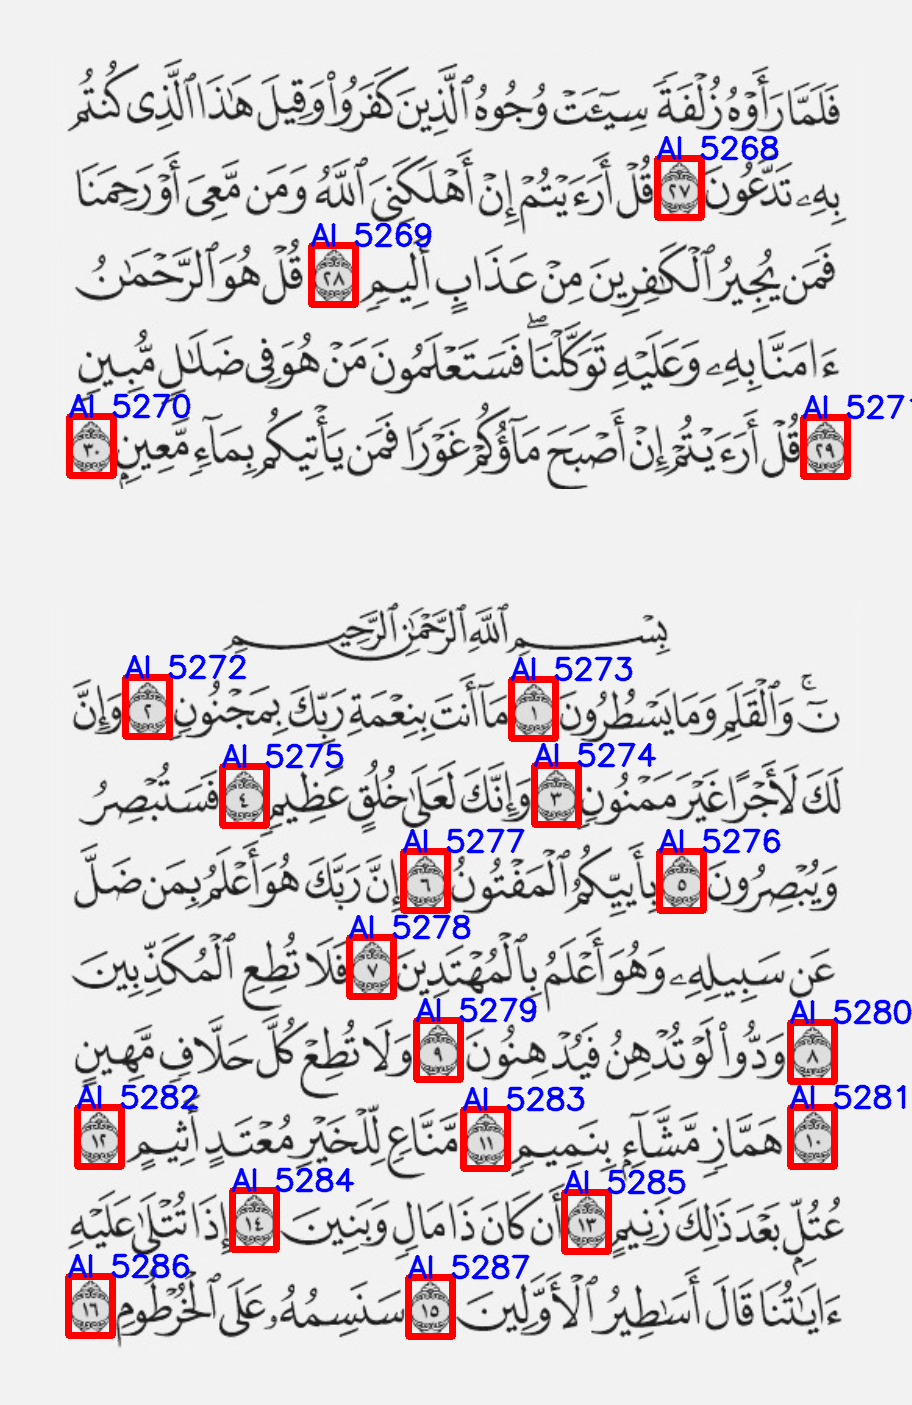 فَلَمَّا رَأَوْهُ زُلْفَةً سِيٓـَٔتْ وُجُوهُ ٱلَّذِينَ كَفَرُوا۟ وَقِيلَ هَٰذَا ٱلَّذِى كُنتُم
AI 5268
بِهِۦ تَدَّعُونَ ٢٧ قُلْ أَرَءَيْتُمْ إِنْ أَهْلَكَنِىَ ٱللَّهُ وَمَن مَّعِىَ أَوْ رَحِمَنَا
AI 5269
فَمَن يُجِيرُ ٱلْكَٰفِرِينَ مِنْ عَذَابٍ أَلِيمٍ ٢٨ قُلْ هُوَ ٱلرَّحْمَٰنُ
ءَامَنَّا بِهِۦ وَعَلَيْهِ تَوَكَّلْنَا ۖ فَسَتَعْلَمُونَ مَنْ هُوَ فِى ضَلَٰلٍ مُّبِينٍ
AI 5271 AI 5270
٢٩ قُلْ أَرَءَيْتُمْ إِنْ أَصْبَحَ مَآؤُكُمْ غَوْرًا فَمَن يَأْتِيكُم بِمَآءٍ مَّعِينٍۭ ٣٠
بِسْمِ ٱللَّهِ ٱلرَّحْمَٰنِ ٱلرَّحِيمِ
AI 5273 AI 5272
نٓ ۚ وَٱلْقَلَمِ وَمَا يَسْطُرُونَ ١ مَآ أَنتَ بِنِعْمَةِ رَبِّكَ بِمَجْنُونٍ ٢ وَإِنَّ
AI 5274 AI 5275
لَكَ لَأَجْرًا غَيْرَ مَمْنُونٍ ٣ وَإِنَّكَ لَعَلَىٰ خُلُقٍ عَظِيمٍ ٤ فَسَتُبْصِرُ
AI 5276 AI 5277
وَيُبْصِرُونَ ٥ بِأَييِّكُمُ ٱلْمَفْتُونُ ٦ إِنَّ رَبَّكَ هُوَ أَعْلَمُ بِمَن ضَلَّ
AI 5278
عَن سَبِيلِهِۦ وَهُوَ أَعْلَمُ بِٱلْمُهْتَدِينَ ٧ فَلَا تُطِعِ ٱلْمُكَذِّبِينَ
AI 5280 AI 5279
٨ وَدُّوا۟ لَوْ تُدْهِنُ فَيُدْهِنُونَ ٩ وَلَا تُطِعْ كُلَّ حَلَّافٍ مَّهِينٍ
AI 5281 AI 5283 AI 5282
١٠ هَمَّازٍ مَّشَّآءٍۭ بِنَمِيمٍ ١١ مَّنَّاعٍ لِّلْخَيْرِ مُعْتَدٍ أَثِيمٍ ١٢
AI 5285 AI 5284
عُتُلٍّۭ بَعْدَ ذَٰلِكَ زَنِيمٍ ١٣ أَن كَانَ ذَا مَالٍ وَبَنِينَ ١٤ إِذَا تُتْلَىٰ عَلَيْهِ
AI 5287 AI 5286
ءَايَٰتُنَا قَالَ أَسَٰطِيرُ ٱلْأَوَّلِينَ ١٥ سَنَسِمُهُۥ عَلَى ٱلْخُرْطُومِ ١٦